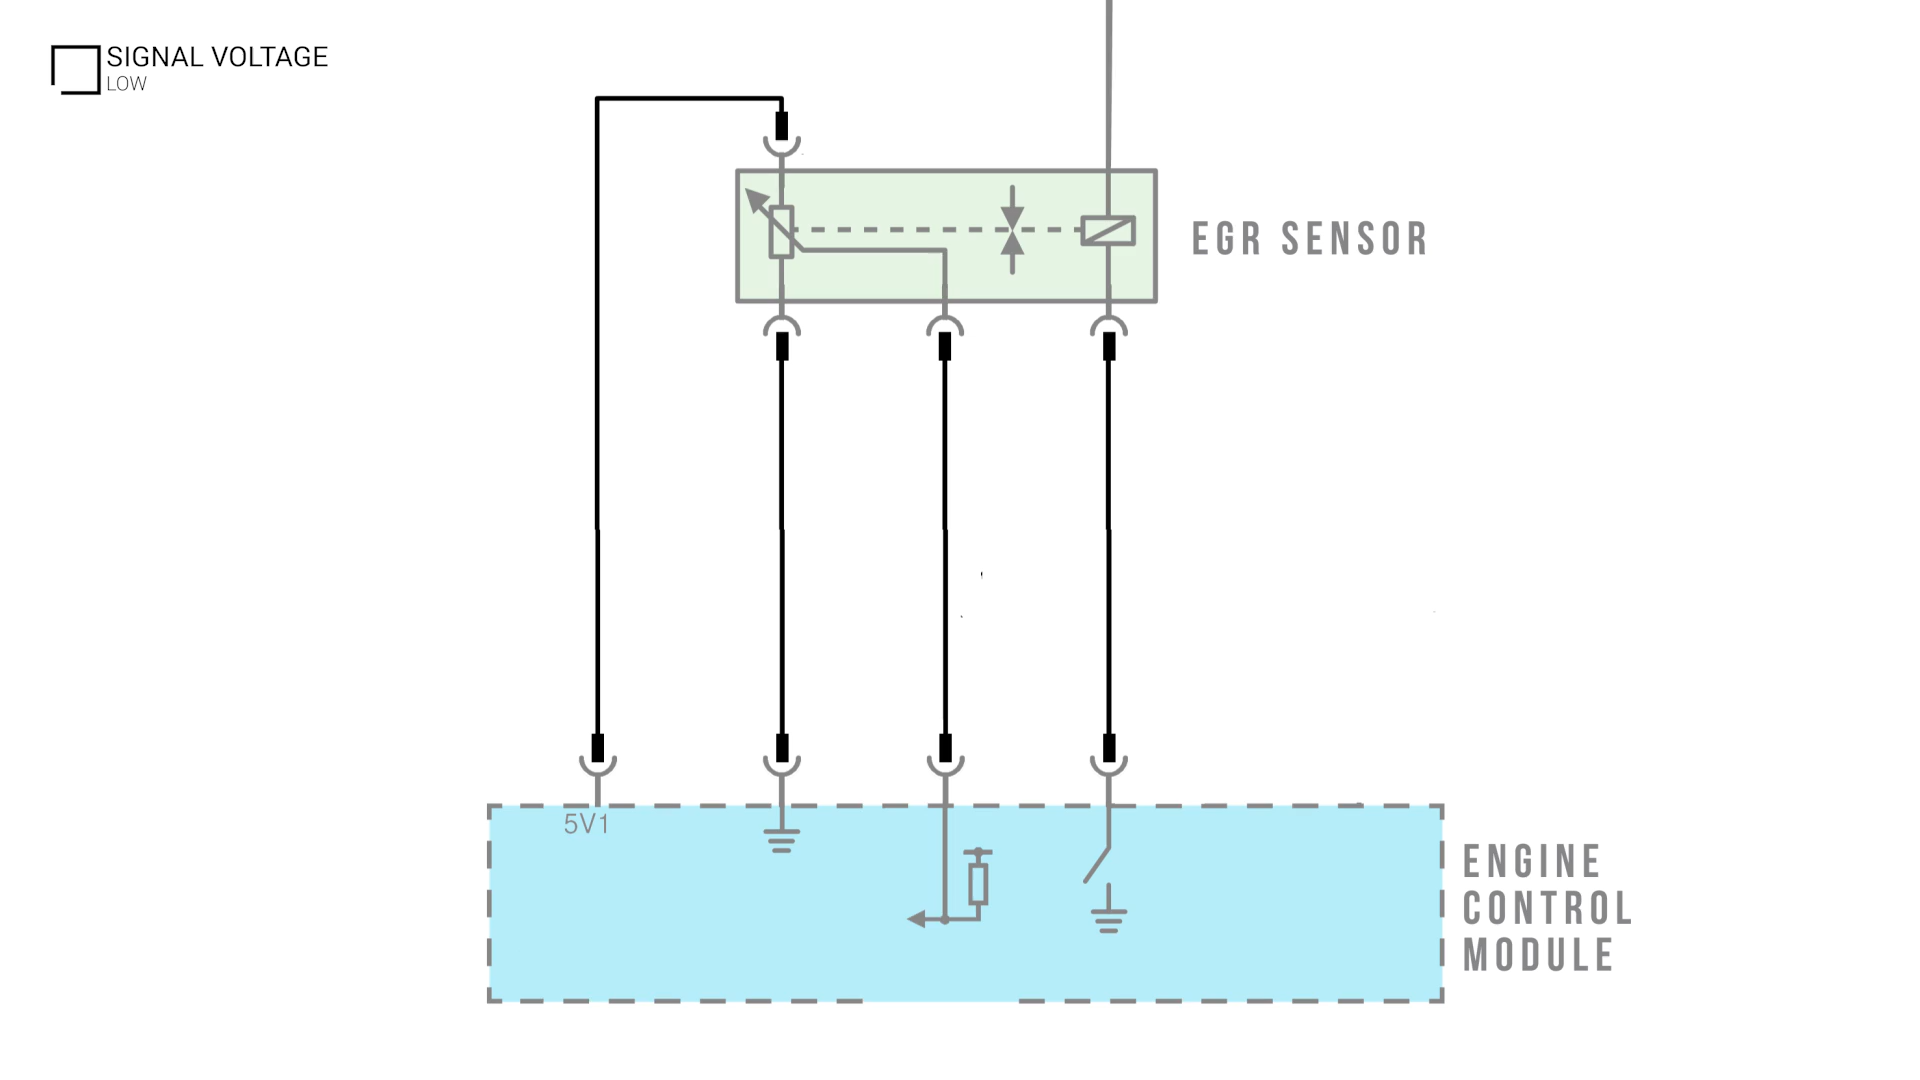 SIGNAL VOLTAGE
LOW
EGR SENSOR
5V1
ENGINE
CONTROL
MODULE